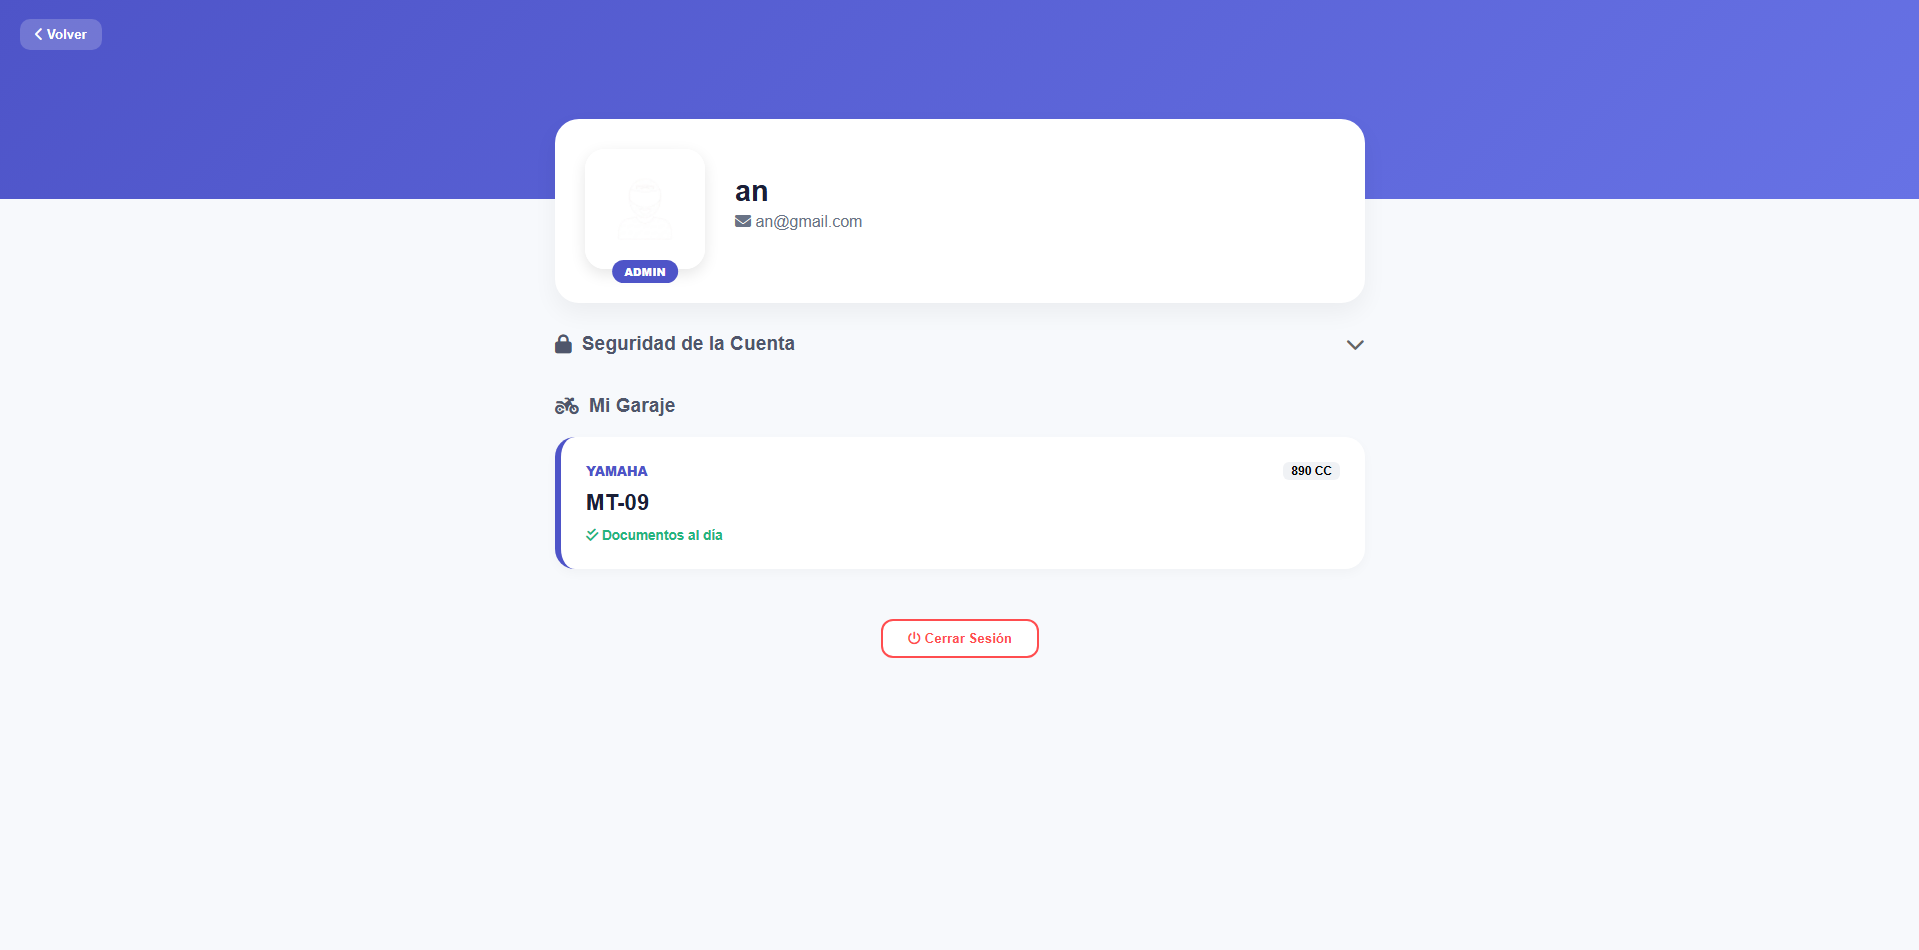 Volver
an
an@gmail.com
ADMIN
Seguridad de la Cuenta
Mi Garaje
YAMAHA
890 CC
MT-09
Documentos al día
Cerrar Sesión